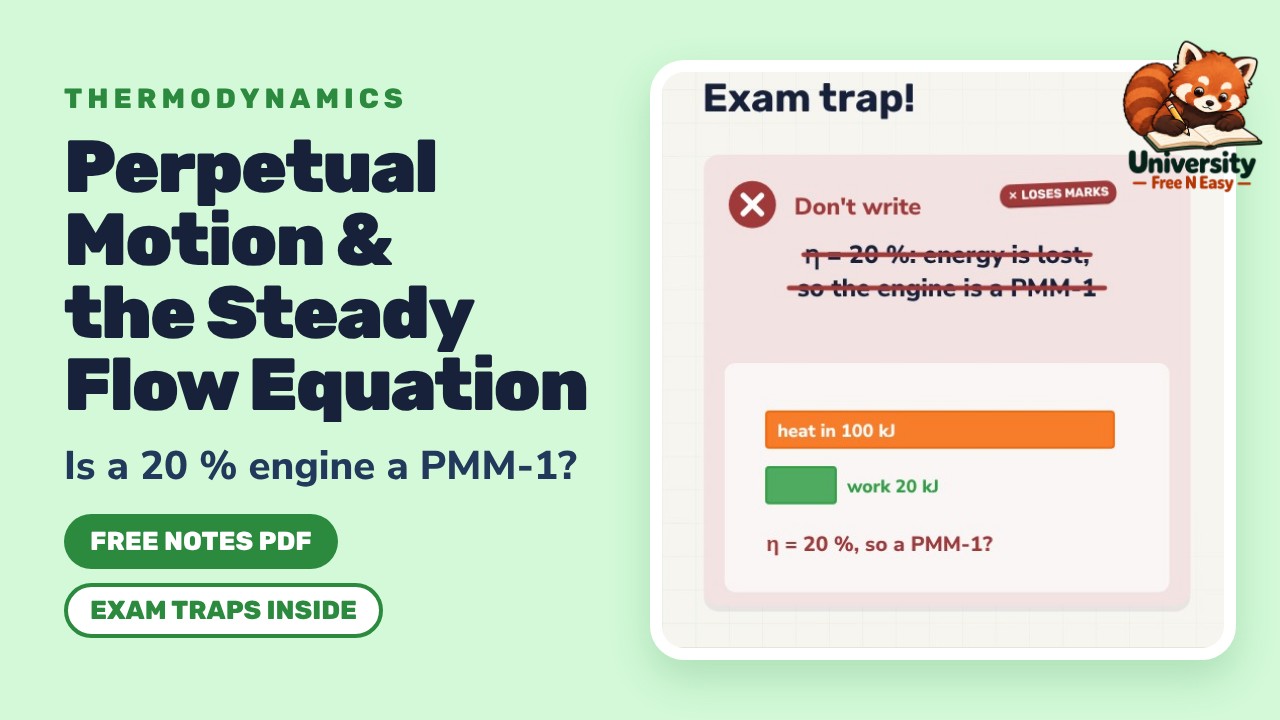 THERMODYNAMICS
Perpetual
Motion &
the Steady
Flow Equation
Is a 20 % engine a PMM-1?
FREE NOTES PDF
EXAM TRAPS INSIDE
Exam trap!
Don't write
× LOSES MARKS
η = 20 %: energy is lost,
so the engine is a PMM-1
heat in 100 kJ
work 20 kJ
η = 20 %, so a PMM-1?
University
Free N Easy